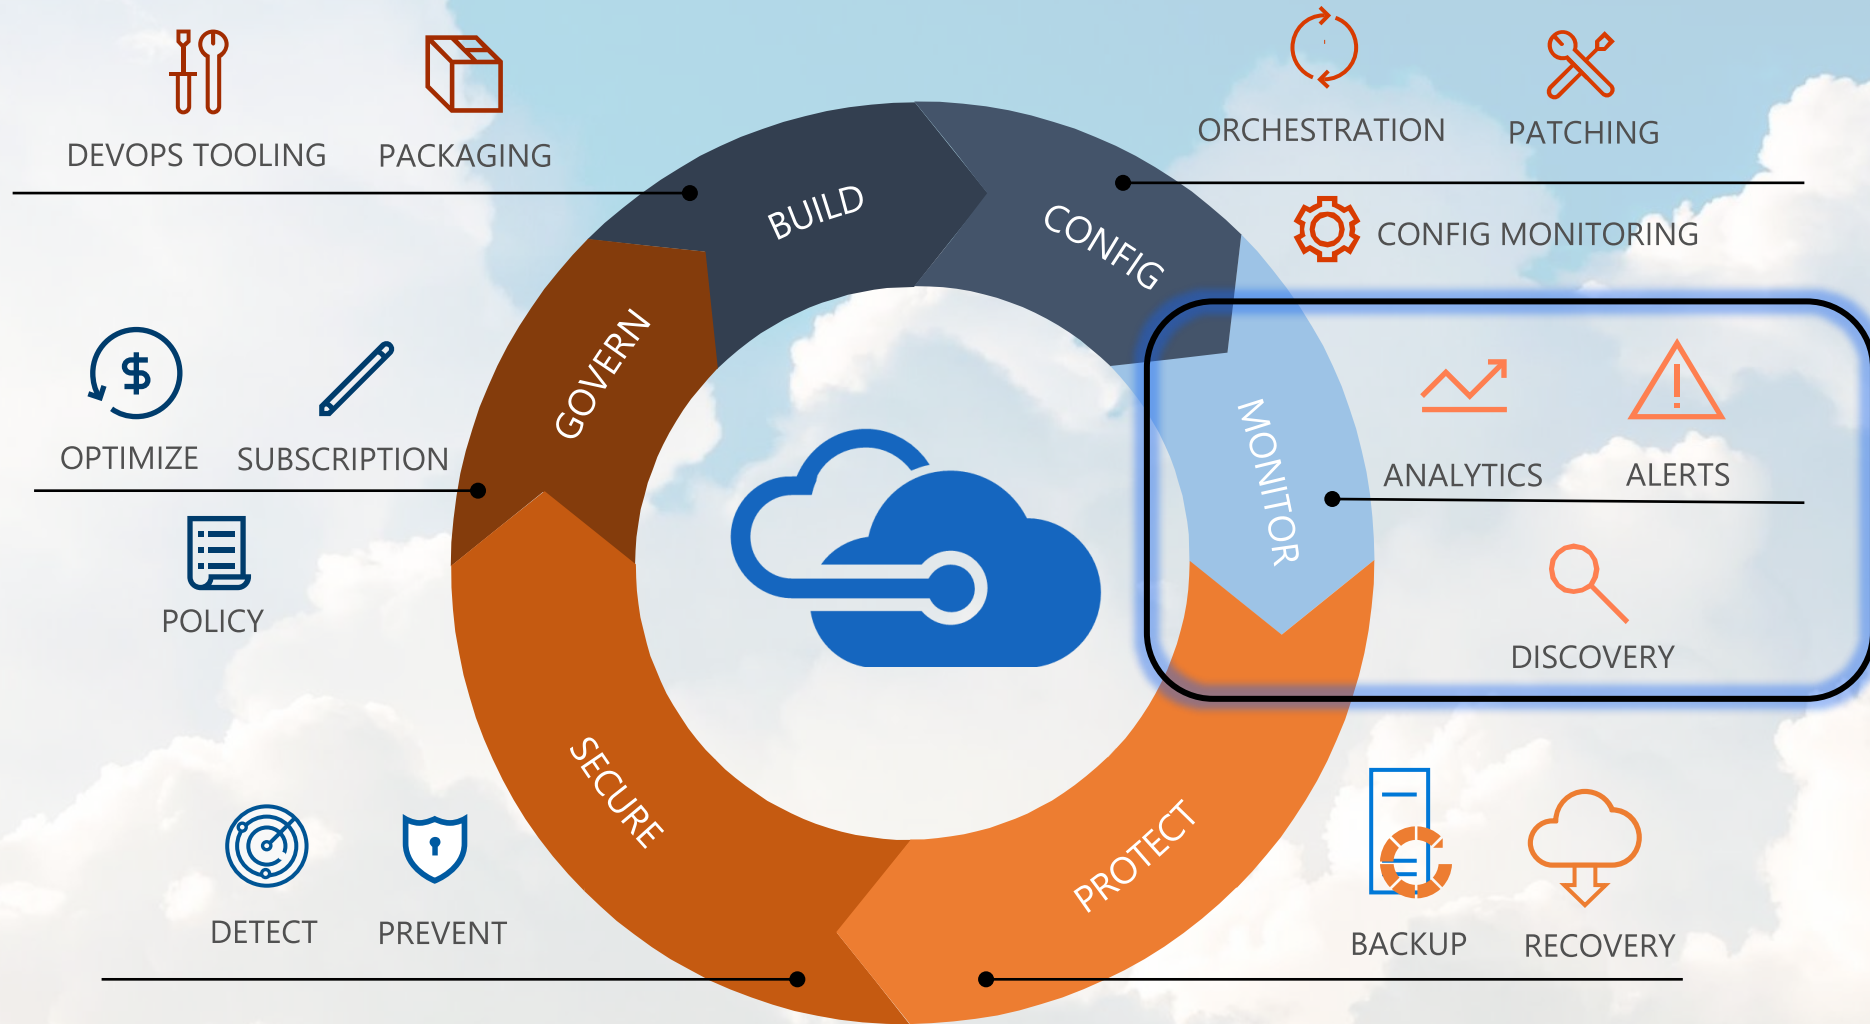 DEVOPS TOOLING
PACKAGING
ORCHESTRATION
PATCHING
CONFIG MONITORING
BUILD
CONFIG
GOVERN
MONITOR
OPTIMIZE
SUBSCRIPTION
POLICY
ANALYTICS
ALERTS
DISCOVERY
SECURE
PROTECT
DETECT
PREVENT
BACKUP
RECOVERY